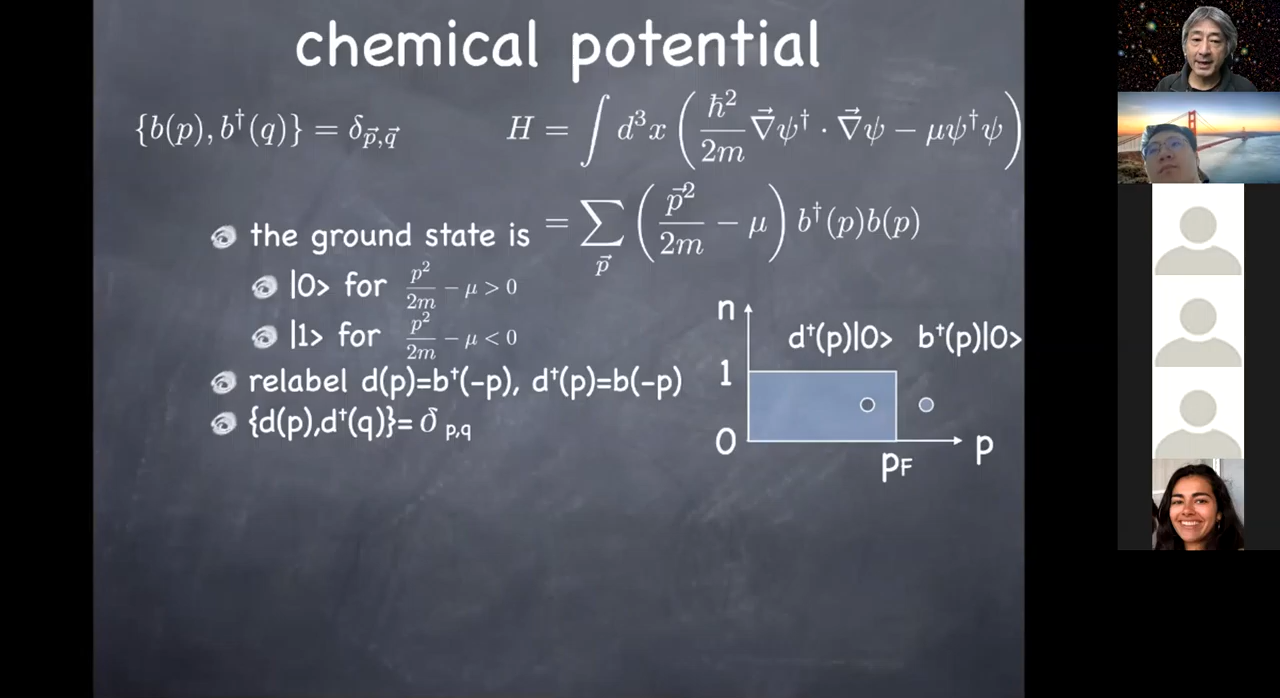 chemical potential
{b(p), b†(q)} = δ_{p⃗,q⃗}
H = ∫ d³x ( ħ²/2m ∇⃗ψ† · ∇⃗ψ − μψ†ψ )
= Σ_{p⃗} ( p⃗²/2m − μ ) b†(p)b(p)
the ground state is
|0> for p²/2m − μ > 0
|1> for p²/2m − μ < 0
relabel d(p)=b†(-p), d†(p)=b(-p)
{d(p),d†(q)}= δ p,q
n
d†(p)|0> b†(p)|0>
1
0
p
pF